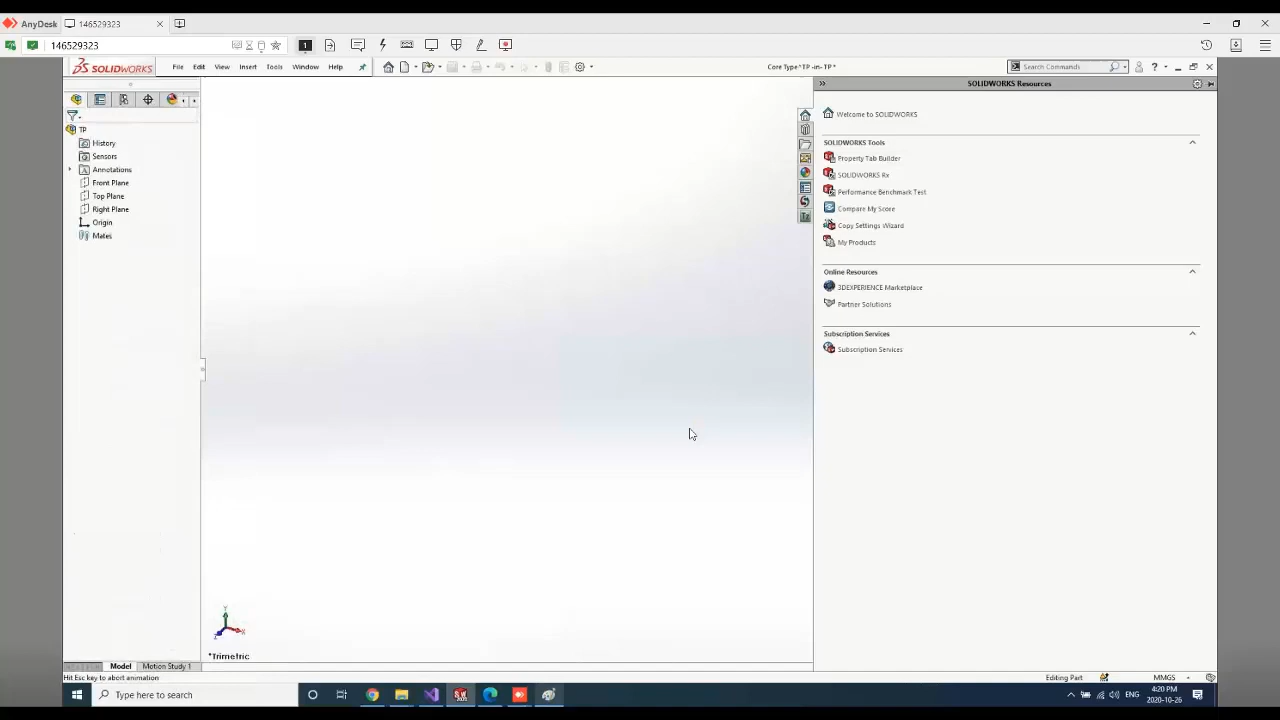 AnyDesk 146529323
146529323 1
SOLIDWORKS File Edit View Insert Tools Window Help Core Type^TP -in- TP * Search Commands ?
SOLIDWORKS Resources
TP
History
Sensors
Annotations
Front Plane
Top Plane
Right Plane
Origin
Mates
Welcome to SOLIDWORKS
SOLIDWORKS Tools
Property Tab Builder
SOLIDWORKS Rx
Performance Benchmark Test
Compare My Score
Copy Settings Wizard
My Products
Online Resources
3DEXPERIENCE Marketplace
Partner Solutions
Subscription Services
Subscription Services
Y
X
Z
*Trimetric
Model Motion Study 1
Hit Esc key to abort animation Editing Part MMGS
Type here to search ENG 4:20 PM
2020-10-26